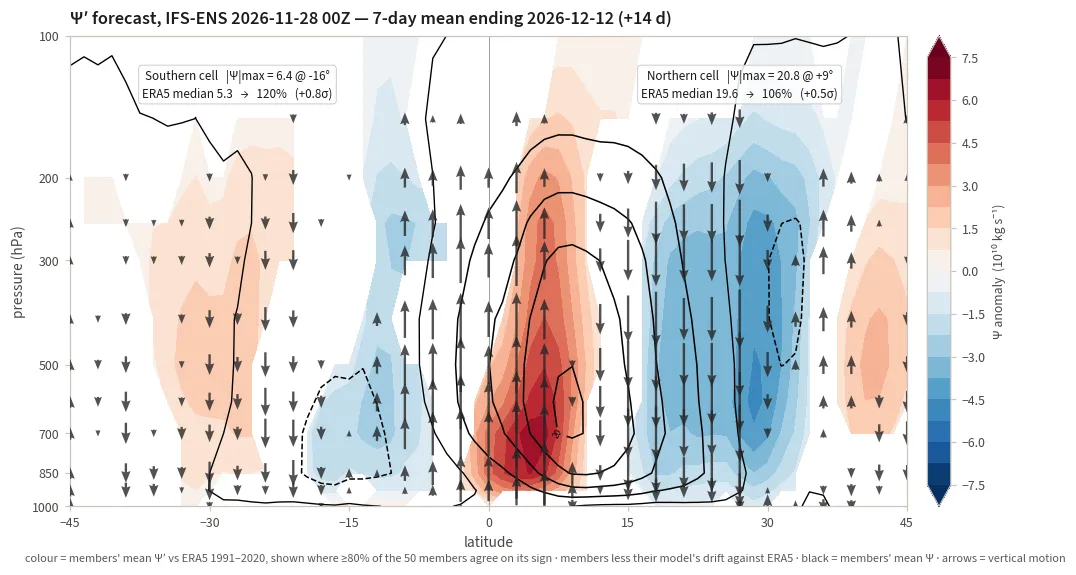 Ψ′ forecast, IFS-ENS 2026-11-28 00Z — 7-day mean ending 2026-12-12 (+14 d)
Southern cell |Ψ|max = 6.4 @ -16°
ERA5 median 5.3 → 120% (+0.8σ)
Northern cell |Ψ|max = 20.8 @ +9°
ERA5 median 19.6 → 106% (+0.5σ)
100
200
300
500
700
850
1000
pressure (hPa)
20
−45
−30
−15
0
15
30
45
latitude
7.5
6.0
4.5
3.0
1.5
0.0
−1.5
−3.0
−4.5
−6.0
−7.5
Ψ anomaly (10¹⁰ kg s⁻¹)
colour = members' mean Ψ′ vs ERA5 1991–2020, shown where ≥80% of the 50 members agree on its sign · members less their model's drift against ERA5 · black = members' mean Ψ · arrows = vertical motion